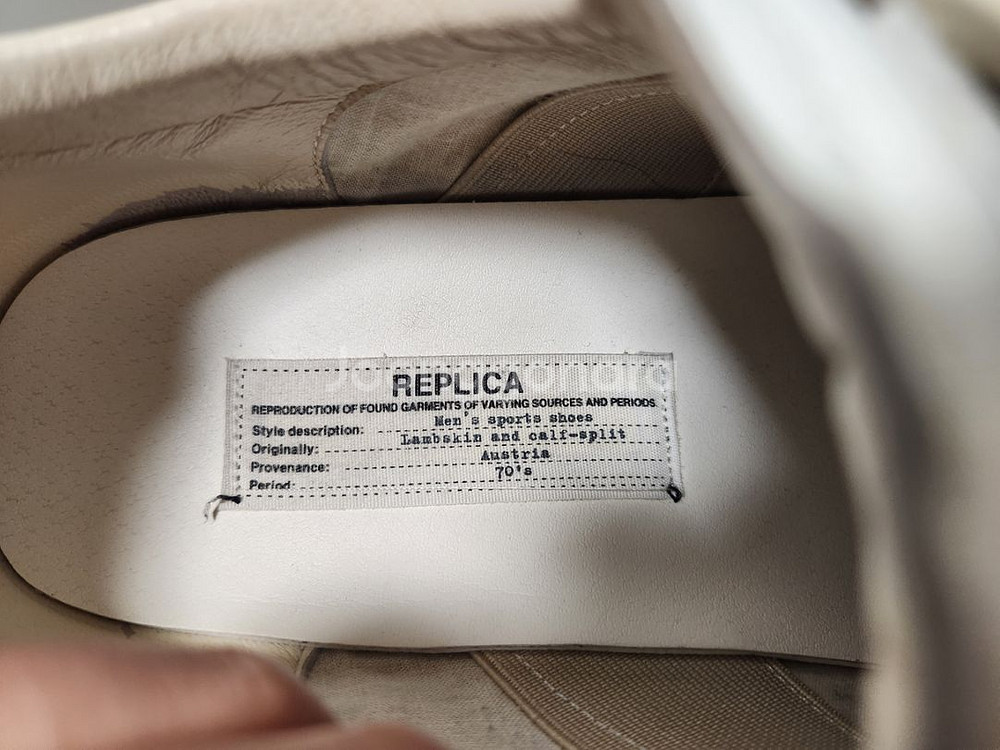 REPLICA
REPRODUCTION OF FOUND GARMENTS OF VARYING SOURCES AND PERIODS.
Style description: Men's sports shoes
Originally: Lambskin and calf-split
Provenance: Austria
Period: 70's